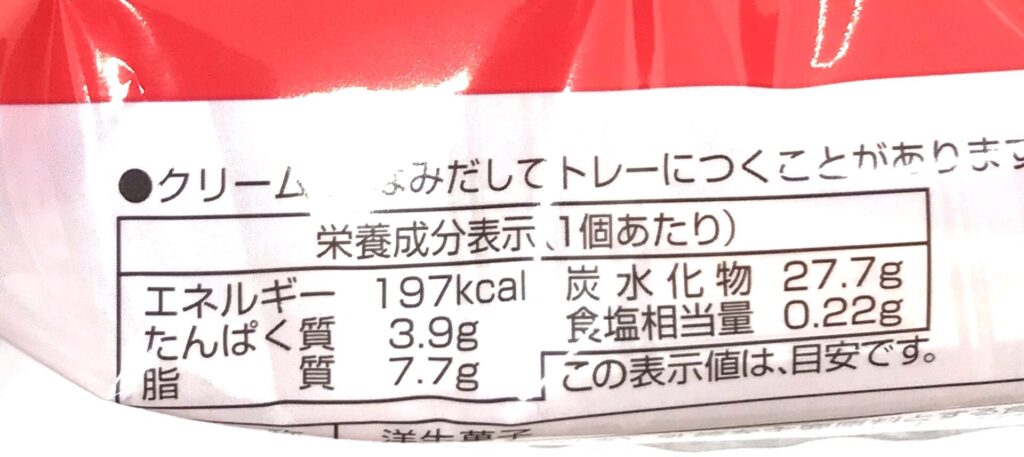 ●クリーム みだしてトレーにつくことがあります
栄養成分表示(1個あたり)
エネルギー 197kcal 炭水化物 27.7g
たんぱく質 3.9g 食塩相当量 0.22g
脂質 7.7g この表示値は、目安です。
洋生菓子